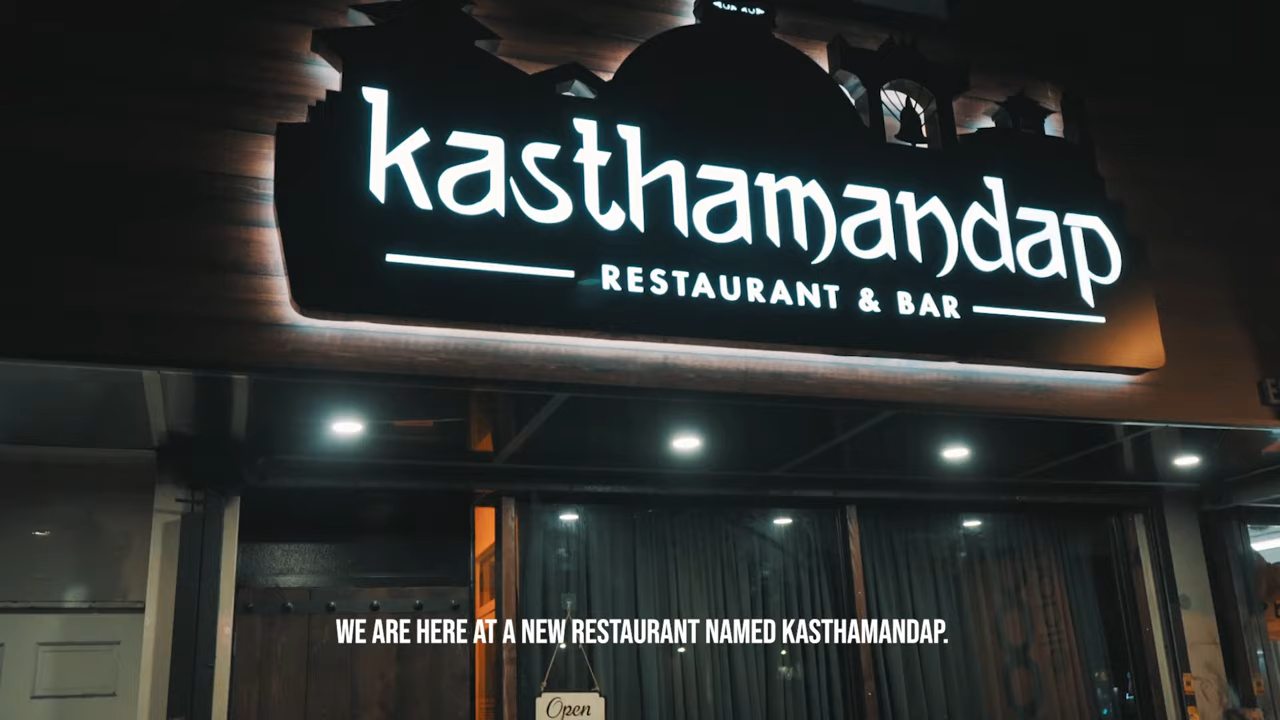 kasthamandap
RESTAURANT & BAR
WE ARE HERE AT A NEW RESTAURANT NAMED KASTHAMANDAP.
Open